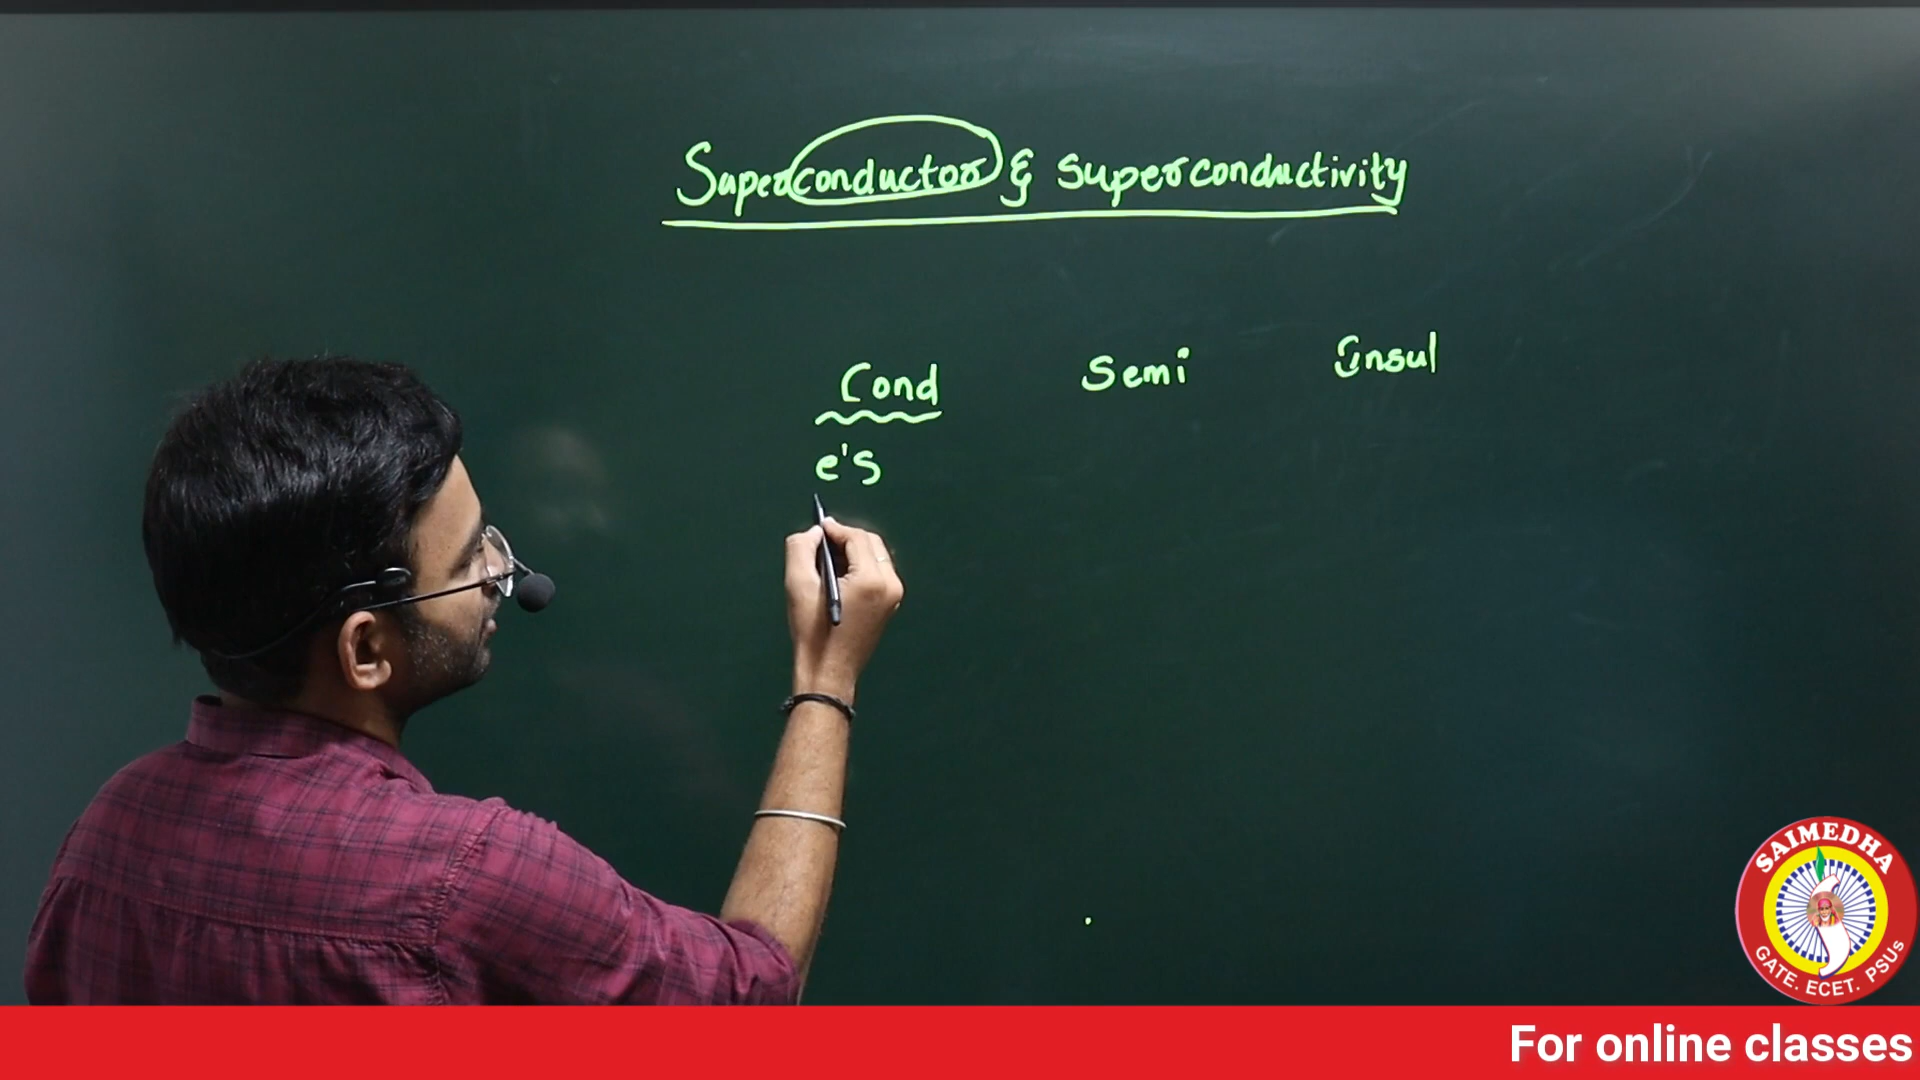 Superconductor & superconductivity
Cond Semi insul
e's
SAIMEDHA
GATE. ECET. PSUs
For online classes